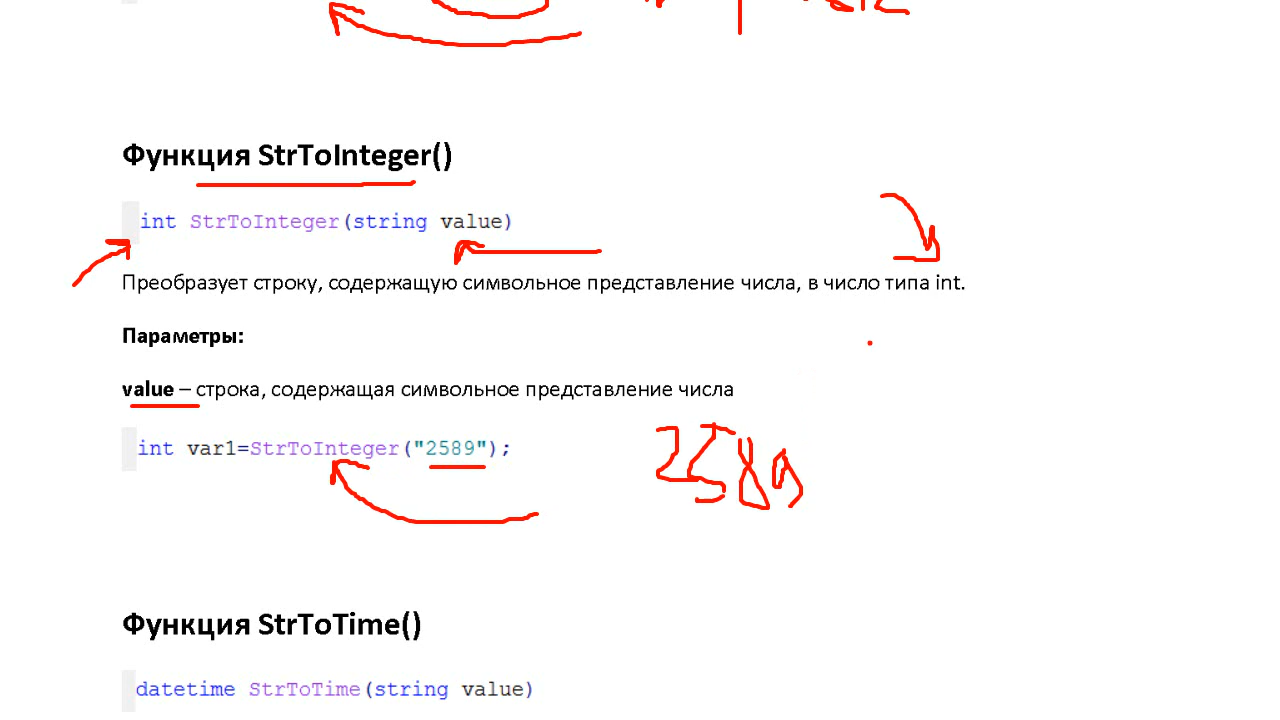 Функция StrToInteger()
int StrToInteger(string value)
Преобразует строку, содержащую символьное представление числа, в число типа int.
Параметры:
value – строка, содержащая символьное представление числа
int var1=StrToInteger("2589");
2589
Функция StrToTime()
datetime StrToTime(string value)